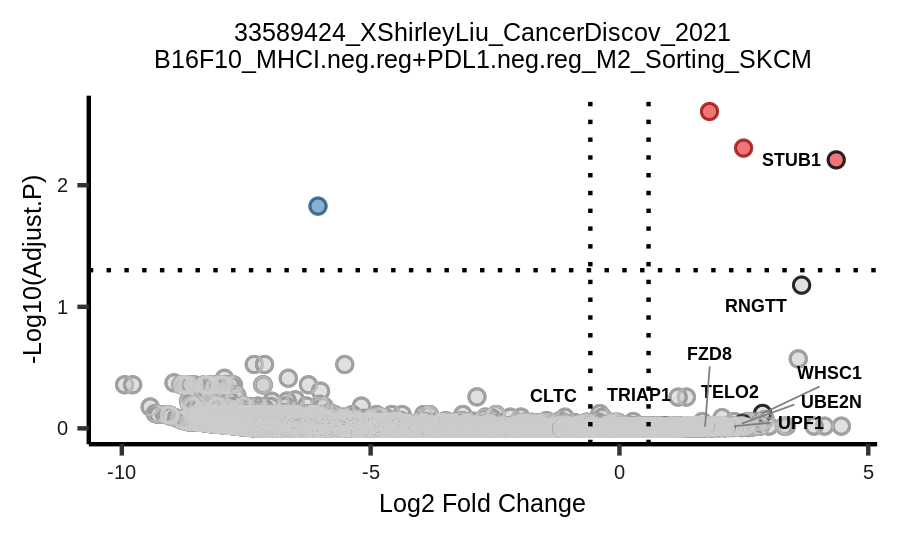 33589424_XShirleyLiu_CancerDiscov_2021
B16F10_MHCI.neg.reg+PDL1.neg.reg_M2_Sorting_SKCM
-Log10(Adjust.P)
2
1
0
STUB1
RNGTT
FZD8
WHSC1
CLTC
TRIAP1
TELO2
UBE2N
UPF1
-10
-5
0
5
Log2 Fold Change